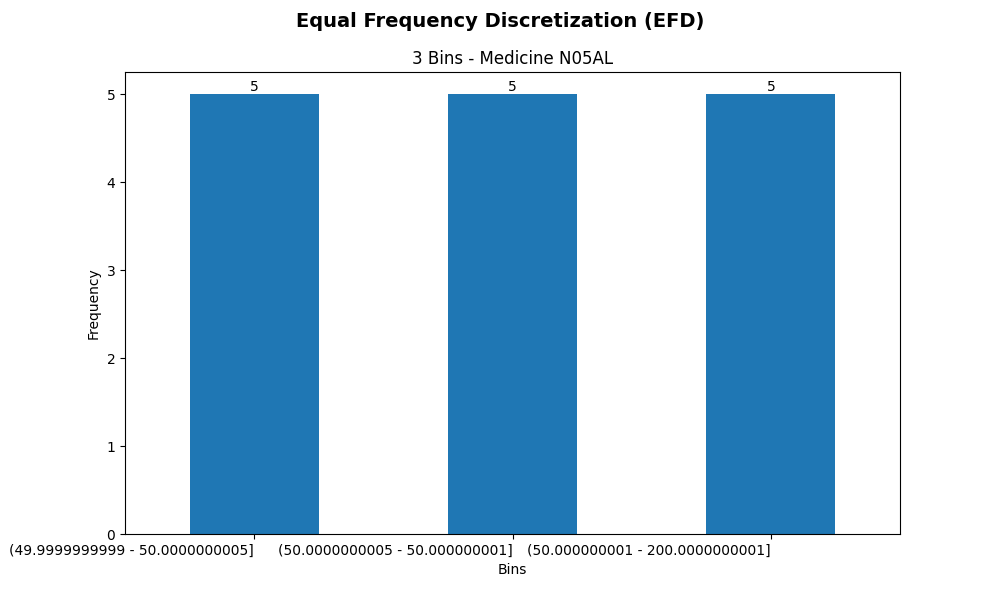 Equal Frequency Discretization (EFD)
3 Bins - Medicine N05AL
5 5 5
5
4
3
2
1
0
Frequency
(49.9999999999 - 50.0000000005] (50.0000000005 - 50.000000001] (50.000000001 - 200.0000000001]
Bins